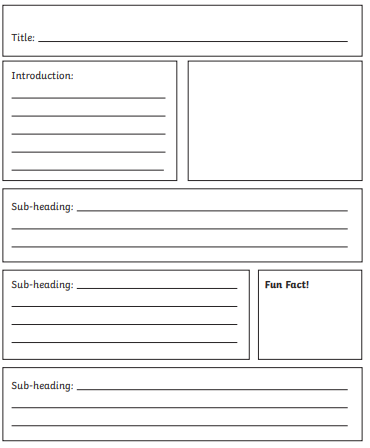 Title:
Introduction:
Sub-heading:
Sub-heading:
Fun Fact!
Sub-heading: